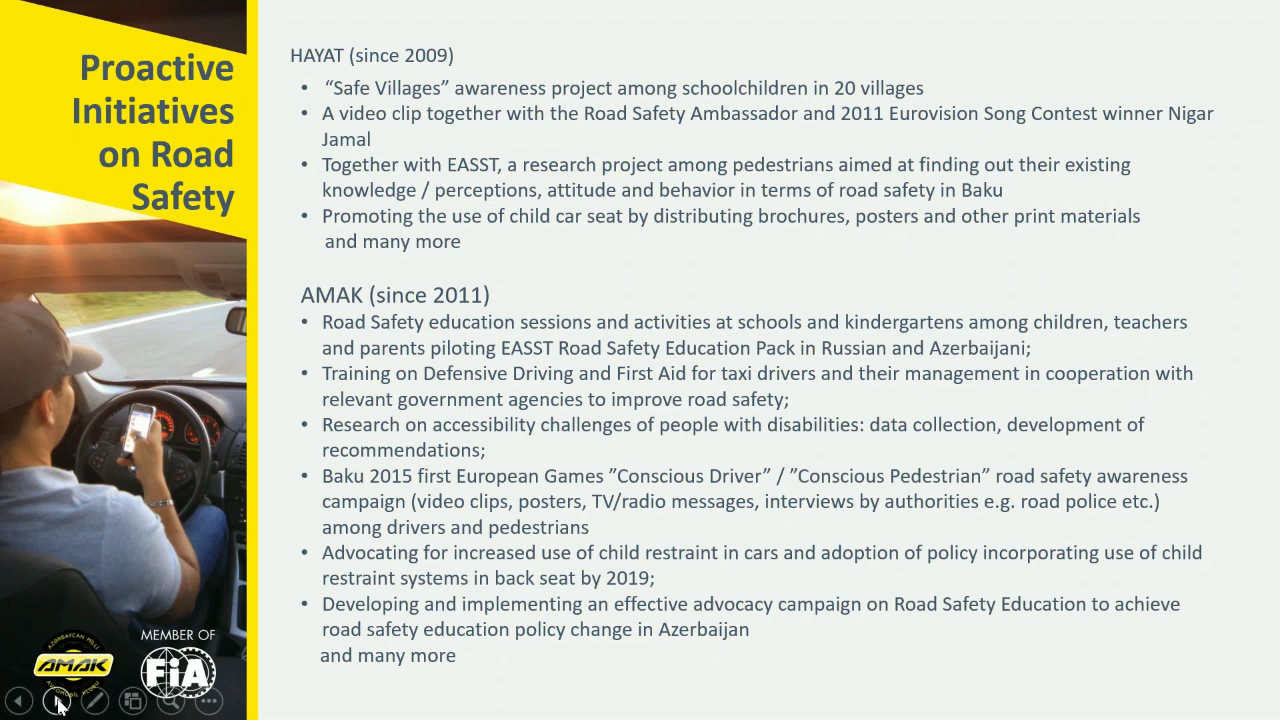 Proactive
Initiatives
on Road
Safety
HAYAT (since 2009)
• “Safe Villages” awareness project among schoolchildren in 20 villages
• A video clip together with the Road Safety Ambassador and 2011 Eurovision Song Contest winner Nigar
Jamal
• Together with EASST, a research project among pedestrians aimed at finding out their existing
knowledge / perceptions, attitude and behavior in terms of road safety in Baku
• Promoting the use of child car seat by distributing brochures, posters and other print materials
and many more
AMAK (since 2011)
• Road Safety education sessions and activities at schools and kindergartens among children, teachers
and parents piloting EASST Road Safety Education Pack in Russian and Azerbaijani;
• Training on Defensive Driving and First Aid for taxi drivers and their management in cooperation with
relevant government agencies to improve road safety;
• Research on accessibility challenges of people with disabilities: data collection, development of
recommendations;
• Baku 2015 first European Games ”Conscious Driver” / ”Conscious Pedestrian” road safety awareness
campaign (video clips, posters, TV/radio messages, interviews by authorities e.g. road police etc.)
among drivers and pedestrians
• Advocating for increased use of child restraint in cars and adoption of policy incorporating use of child
restraint systems in back seat by 2019;
• Developing and implementing an effective advocacy campaign on Road Safety Education to achieve
road safety education policy change in Azerbaijan
and many more
AZƏRBAYCAN MİLLİ
AMAK
AVTOMOBİL KLUBU
MEMBER OF
FiA